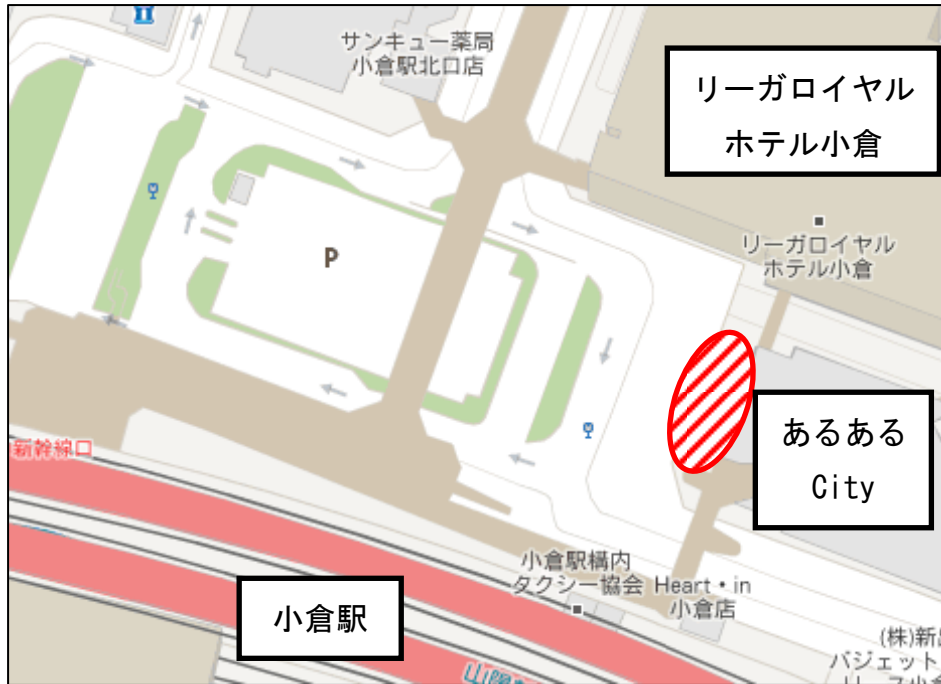 サンキュー薬局
小倉駅北口店
リーガロイヤル
ホテル小倉
P
リーガロイヤル
ホテル小倉
あるある
City
新幹線口
小倉駅構内
タクシー協会
Heart・in
小倉店
小倉駅
(株)新出
バジェット
山陽